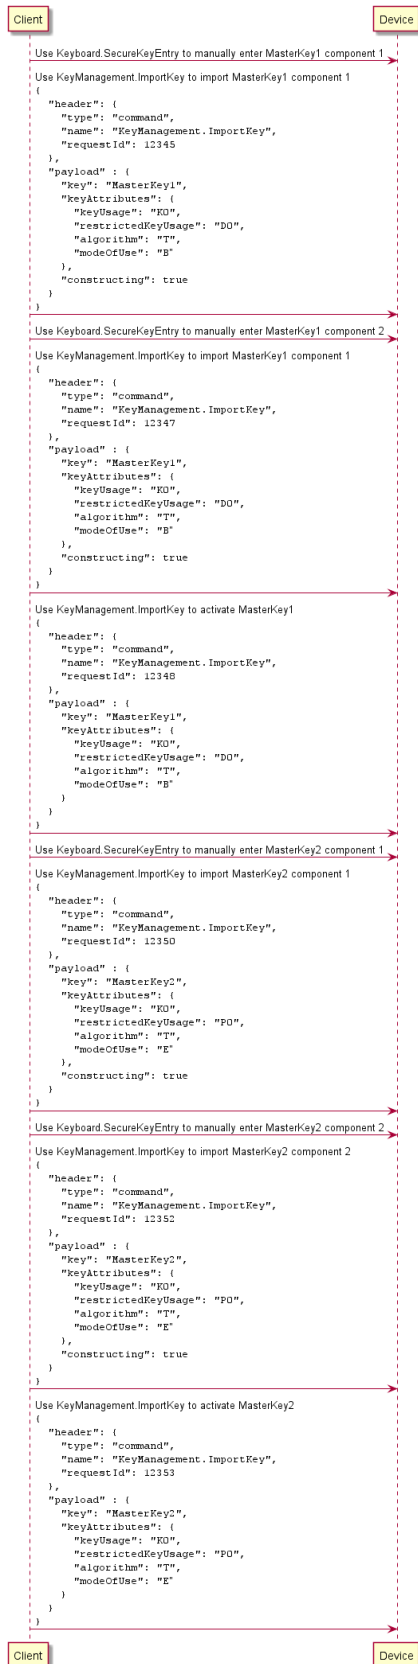 Client Device
Use Keyboard.SecureKeyEntry to manually enter MasterKey1 component 1
Use KeyManagement.ImportKey to import MasterKey1 component 1
{
"header": {
"type": "command",
"name": "KeyManagement.ImportKey",
"requestId": 12345
},
"payload" : {
"key": "MasterKey1",
"keyAttributes": {
"keyUsage": "K0",
"restrictedKeyUsage": "D0",
"algorithm": "T",
"modeOfUse": "B"
},
"constructing": true
}
}
Use Keyboard.SecureKeyEntry to manually enter MasterKey1 component 2
Use KeyManagement.ImportKey to import MasterKey1 component 1
{
"header": {
"type": "command",
"name": "KeyManagement.ImportKey",
"requestId": 12347
},
"payload" : {
"key": "MasterKey1",
"keyAttributes": {
"keyUsage": "K0",
"restrictedKeyUsage": "D0",
"algorithm": "T",
"modeOfUse": "B"
},
"constructing": true
}
}
Use KeyManagement.ImportKey to activate MasterKey1
{
"header": {
"type": "command",
"name": "KeyManagement.ImportKey",
"requestId": 12348
},
"payload" : {
"key": "MasterKey1",
"keyAttributes": {
"keyUsage": "K0",
"restrictedKeyUsage": "D0",
"algorithm": "T",
"modeOfUse": "B"
}
}
}
Use Keyboard.SecureKeyEntry to manually enter MasterKey2 component 1
Use KeyManagement.ImportKey to import MasterKey2 component 1
{
"header": {
"type": "command",
"name": "KeyManagement.ImportKey",
"requestId": 12350
},
"payload" : {
"key": "MasterKey2",
"keyAttributes": {
"keyUsage": "K0",
"restrictedKeyUsage": "P0",
"algorithm": "T",
"modeOfUse": "E"
},
"constructing": true
}
}
Use Keyboard.SecureKeyEntry to manually enter MasterKey2 component 2
Use KeyManagement.ImportKey to import MasterKey2 component 2
{
"header": {
"type": "command",
"name": "KeyManagement.ImportKey",
"requestId": 12352
},
"payload" : {
"key": "MasterKey2",
"keyAttributes": {
"keyUsage": "K0",
"restrictedKeyUsage": "P0",
"algorithm": "T",
"modeOfUse": "E"
},
"constructing": true
}
}
Use KeyManagement.ImportKey to activate MasterKey2
{
"header": {
"type": "command",
"name": "KeyManagement.ImportKey",
"requestId": 12353
},
"payload" : {
"key": "MasterKey2",
"keyAttributes": {
"keyUsage": "K0",
"restrictedKeyUsage": "P0",
"algorithm": "T",
"modeOfUse": "E"
}
}
}
Client Device